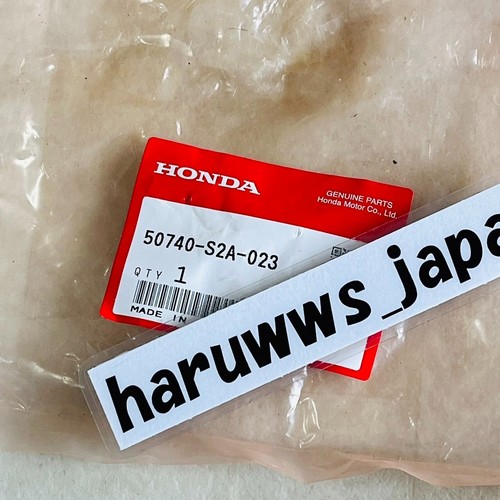 HONDA
GENUINE PARTS
Honda Motor Co., Ltd.
50740-S2A-023
QTY 1
MADE IN
haruwws_japa